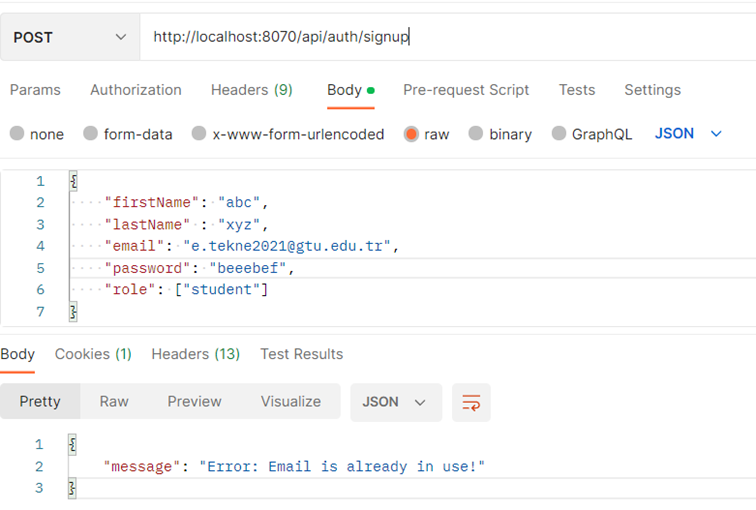 POST http://localhost:8070/api/auth/signup
Params Authorization Headers (9) Body Pre-request Script Tests Settings
none form-data x-www-form-urlencoded raw binary GraphQL JSON
1 {
2 "firstName": "abc",
3 "lastName" : "xyz",
4 "email": "e.tekne2021@gtu.edu.tr",
5 "password": "beeebef",
6 "role": ["student"]
7 }
Body Cookies (1) Headers (13) Test Results
Pretty Raw Preview Visualize JSON
1 {
2 "message": "Error: Email is already in use!"
3 }